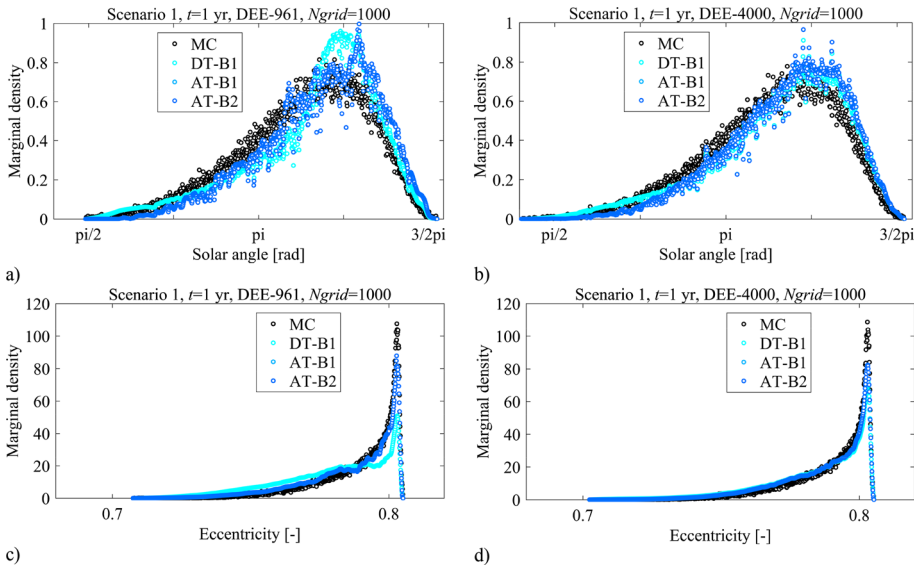 Scenario 1, t=1 yr, DEE-961, Ngrid=1000
1
0.8
0.6
0.4
0.2
0
Marginal density
MC
DT-B1
AT-B1
AT-B2
pi/2
pi
3/2pi
Solar angle [rad]
a)
Scenario 1, t=1 yr, DEE-4000, Ngrid=1000
1
0.8
0.6
0.4
0.2
0
Marginal density
MC
DT-B1
AT-B1
AT-B2
pi/2
pi
3/2pi
Solar angle [rad]
b)
Scenario 1, t=1 yr, DEE-961, Ngrid=1000
120
100
80
60
40
20
0
Marginal density
MC
DT-B1
AT-B1
AT-B2
0.7
0.8
Eccentricity [-]
c)
Scenario 1, t=1 yr, DEE-4000, Ngrid=1000
120
100
80
60
40
20
0
Marginal density
MC
DT-B1
AT-B1
AT-B2
0.7
0.8
Eccentricity [-]
d)